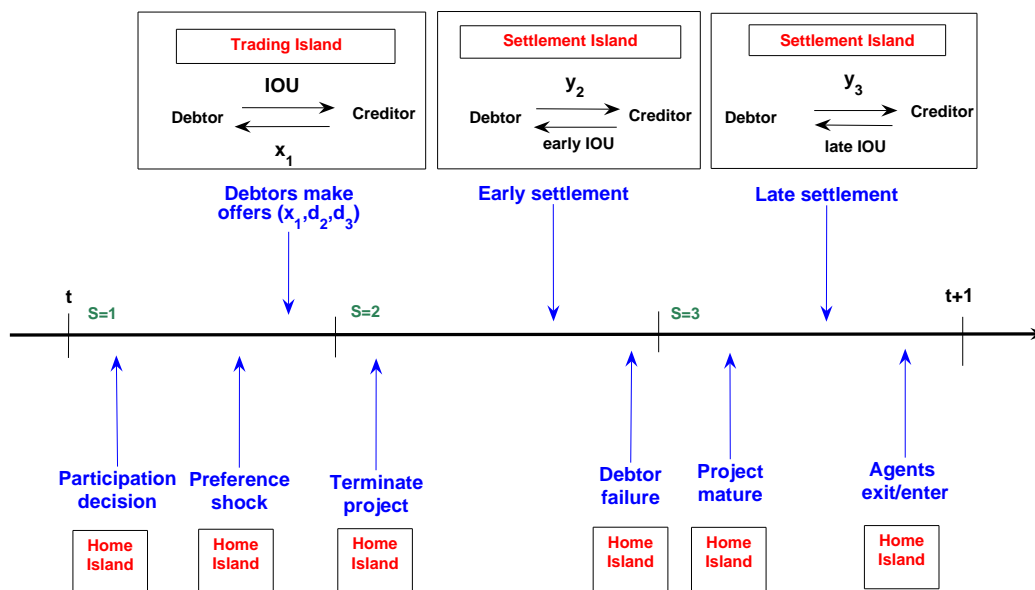 Trading Island
IOU
Debtor
Creditor
x1
Settlement Island
y2
Debtor
Creditor
early IOU
Settlement Island
y3
Debtor
Creditor
late IOU
Debtors make
offers (x1,d2,d3)
Early settlement
Late settlement
t
t+1
S=1
S=2
S=3
Participation
decision
Preference
shock
Terminate
project
Debtor
failure
Project
mature
Agents
exit/enter
Home
Island
Home
Island
Home
Island
Home
Island
Home
Island
Home
Island